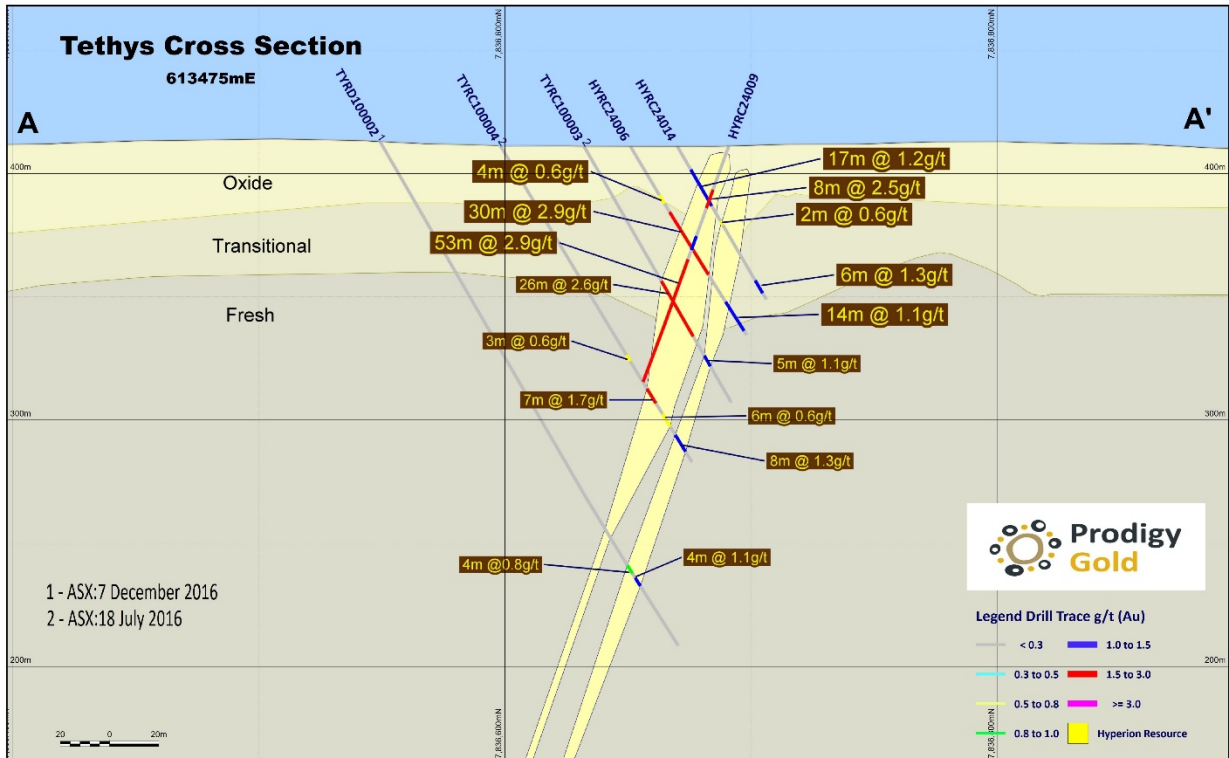 Tethys Cross Section
613475mE
A
A'
7,836,600mN
7,836,800mN
TYRD100002 1
TYRC100004 2
TYRC100003 2
HYRC24006
HYRC24014
HYRC24009
400m
400m
Oxide
Transitional
Fresh
4m @ 0.6g/t
30m @ 2.9g/t
53m @ 2.9g/t
26m @ 2.6g/t
3m @ 0.6g/t
7m @ 1.7g/t
17m @ 1.2g/t
8m @ 2.5g/t
2m @ 0.6g/t
6m @ 1.3g/t
14m @ 1.1g/t
5m @ 1.1g/t
6m @ 0.6g/t
8m @ 1.3g/t
300m
300m
4m @0.8g/t
4m @ 1.1g/t
1 - ASX:7 December 2016
2 - ASX:18 July 2016
200m
200m
20 0 20m
7,836,600mN
7,836,800mN
Prodigy
Gold
Legend Drill Trace g/t (Au)
< 0.3
1.0 to 1.5
0.3 to 0.5
1.5 to 3.0
0.5 to 0.8
>= 3.0
0.8 to 1.0
Hyperion Resource